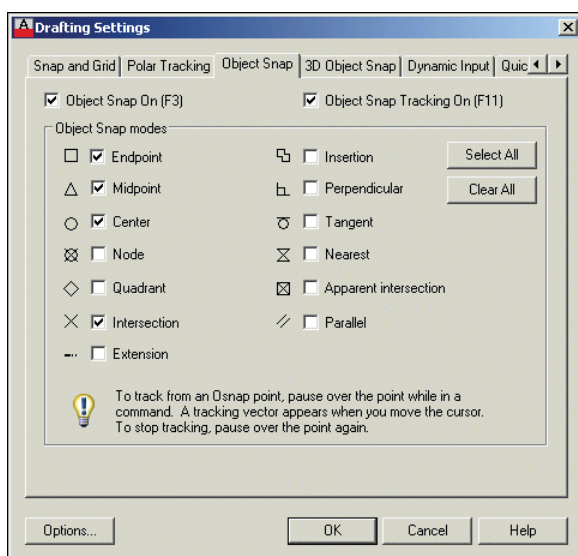 Drafting Settings
Snap and Grid Polar Tracking Object Snap 3D Object Snap Dynamic Input Quic
Object Snap On (F3) Object Snap Tracking On (F11)
Object Snap modes
Endpoint Insertion Select All
Midpoint Perpendicular Clear All
Center Tangent
Node Nearest
Quadrant Apparent intersection
Intersection Parallel
Extension
To track from an Osnap point, pause over the point while in a
command. A tracking vector appears when you move the cursor.
To stop tracking, pause over the point again.
Options... OK Cancel Help